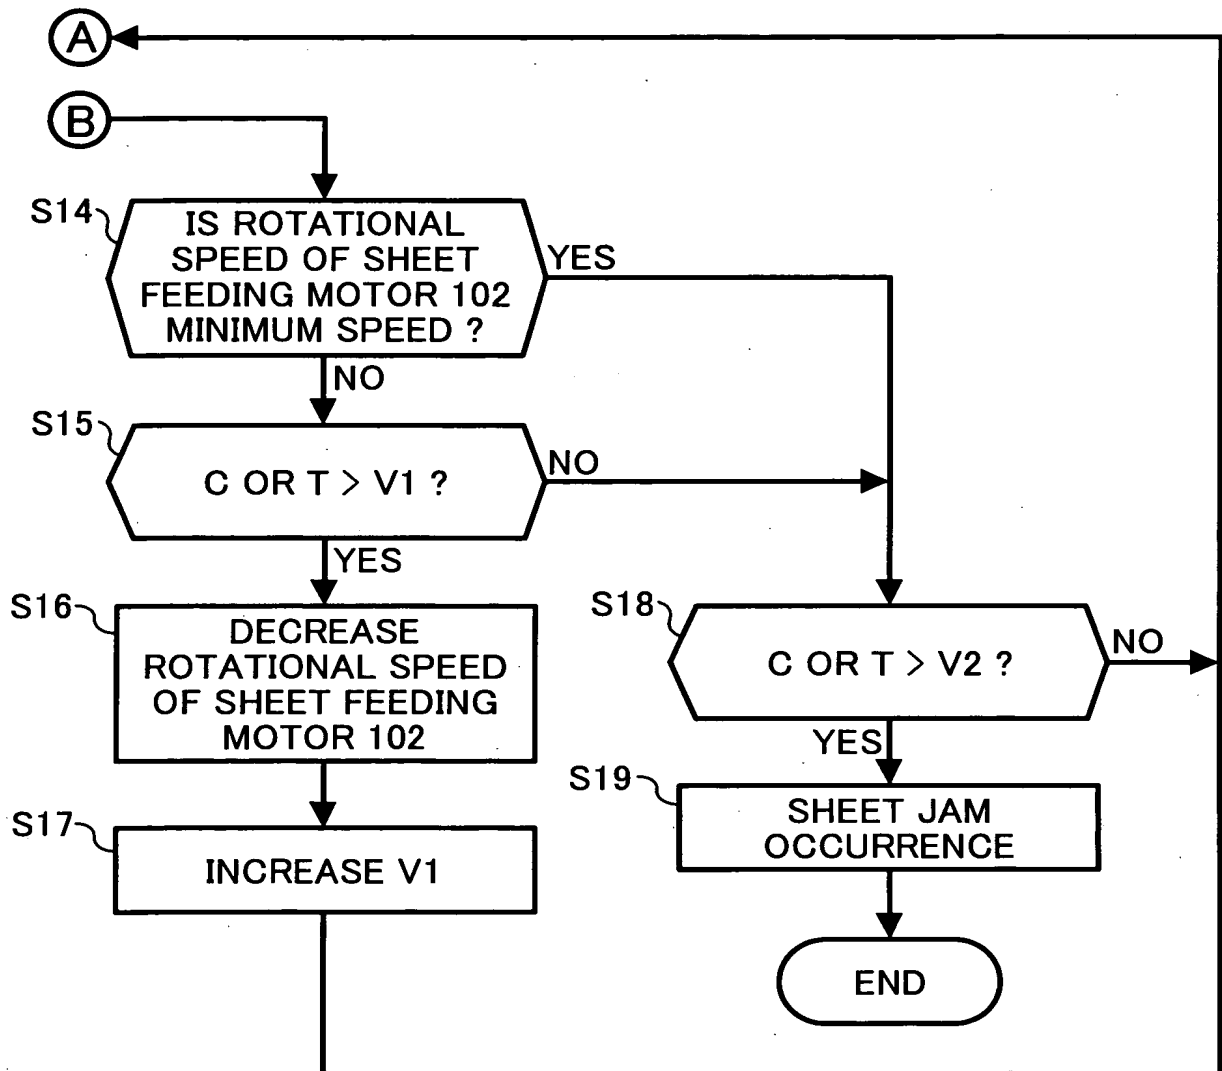 A
B
S14
IS ROTATIONAL
SPEED OF SHEET
FEEDING MOTOR 102
MINIMUM SPEED ?
YES
NO
S15
C OR T > V1 ?
NO
YES
S16
DECREASE
ROTATIONAL SPEED
OF SHEET FEEDING
MOTOR 102
S17
INCREASE V1
S18
C OR T > V2 ?
NO
YES
S19
SHEET JAM
OCCURRENCE
END